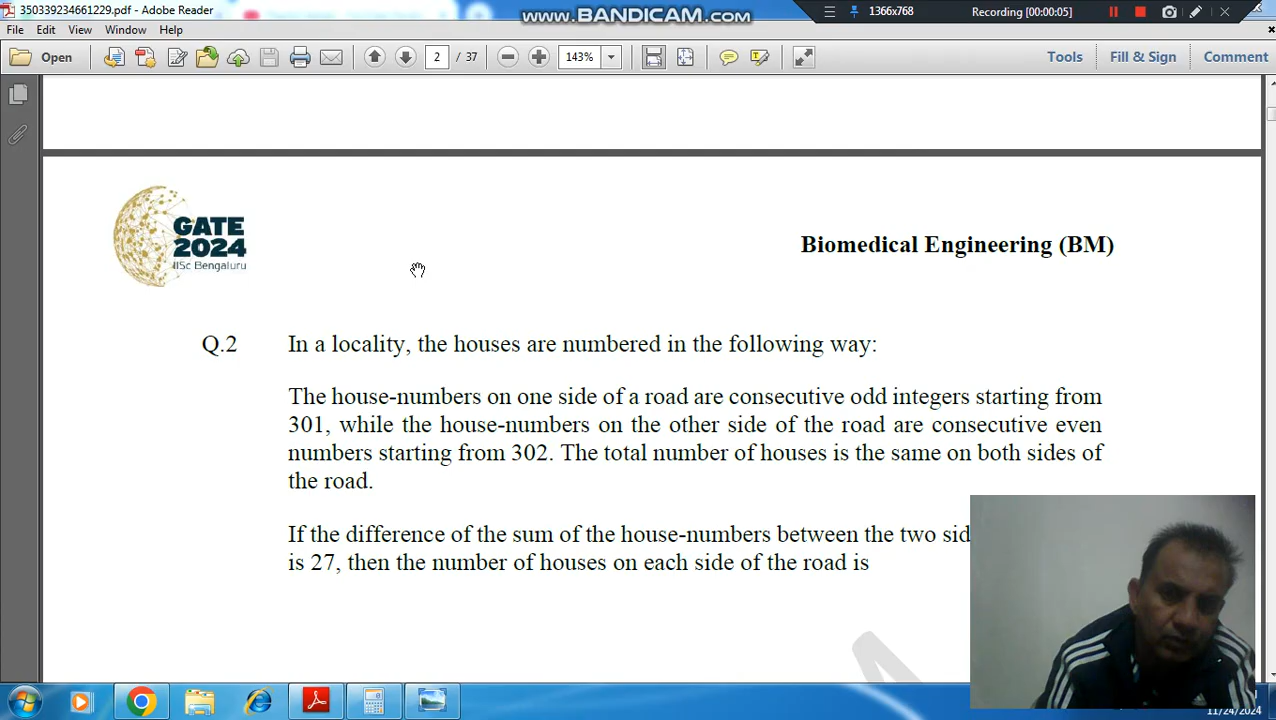 350339234661229.pdf - Adobe Reader
www.BANDICAM.com
1366x768
Recording [00:00:05]
File Edit View Window Help
Open
2 / 37
143%
Tools Fill & Sign Comment
GATE
2024
IISc Bengaluru
Biomedical Engineering (BM)
Q.2 In a locality, the houses are numbered in the following way:
The house-numbers on one side of a road are consecutive odd integers starting from
301, while the house-numbers on the other side of the road are consecutive even
numbers starting from 302. The total number of houses is the same on both sides of
the road.
If the difference of the sum of the house-numbers between the two sid
is 27, then the number of houses on each side of the road is
11/24/2024